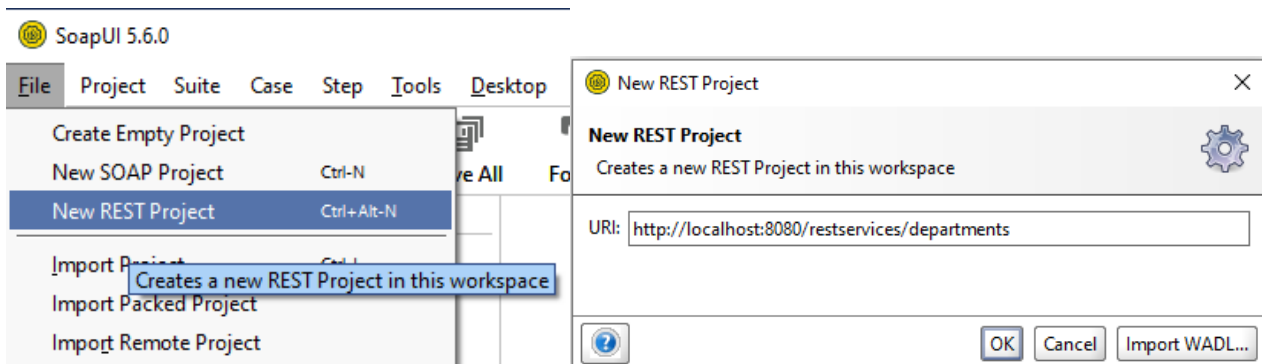 SoapUI 5.6.0
File Project Suite Case Step Tools Desktop
Create Empty Project
New SOAP Project Ctrl-N
ve All Fo
New REST Project Ctrl+Alt-N
Import
Creates a new REST Project in this workspace
Import Packed Project
Import Remote Project
New REST Project
New REST Project
Creates a new REST Project in this workspace
URI: http://localhost:8080/restservices/departments
OK Cancel Import WADL...